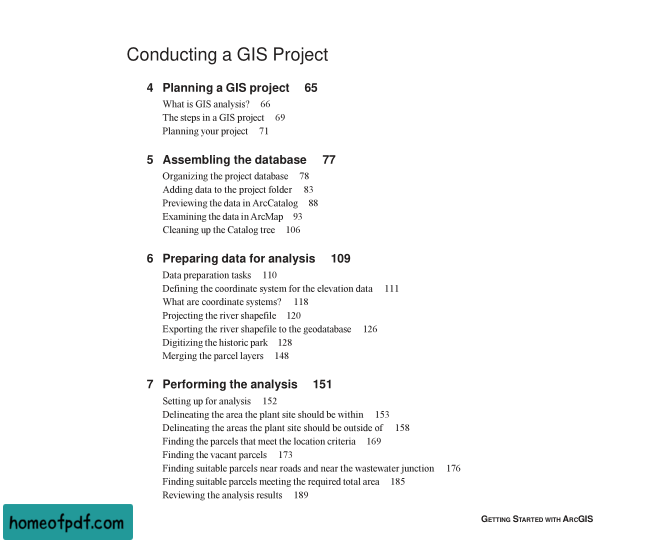 Conducting a GIS Project
4 Planning a GIS project 65
What is GIS analysis? 66
The steps in a GIS project 69
Planning your project 71
5 Assembling the database 77
Organizing the project database 78
Adding data to the project folder 83
Previewing the data in ArcCatalog 88
Examining the data in ArcMap 93
Cleaning up the Catalog tree 106
6 Preparing data for analysis 109
Data preparation tasks 110
Defining the coordinate system for the elevation data 111
What are coordinate systems? 118
Projecting the river shapefile 120
Exporting the river shapefile to the geodatabase 126
Digitizing the historic park 128
Merging the parcel layers 148
7 Performing the analysis 151
Setting up for analysis 152
Delineating the area the plant site should be within 153
Delineating the areas the plant site should be outside of 158
Finding the parcels that meet the location criteria 169
Finding the vacant parcels 173
Finding suitable parcels near roads and near the wastewater junction 176
Finding suitable parcels meeting the required total area 185
Reviewing the analysis results 189
homeofpdf.com
GETTING STARTED WITH ARCGIS